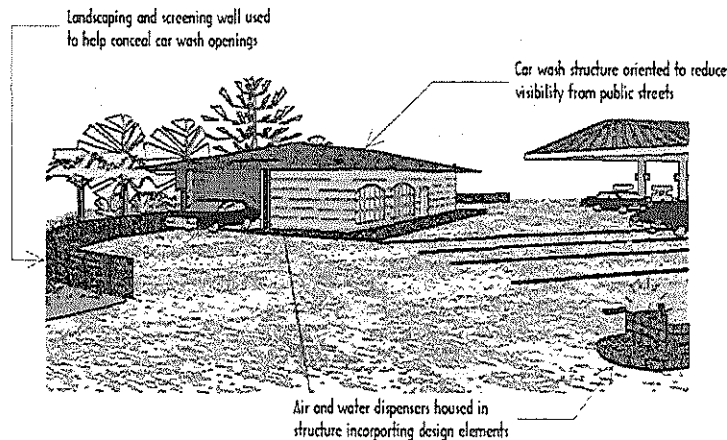 Landscaping and screening wall used
to help conceal car wash openings
Car wash structure oriented to reduce
visibility from public streets
Air and water dispensers housed in
structure incorporting design elements